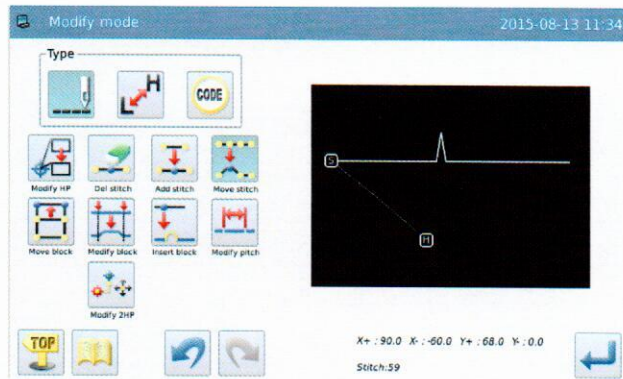 Modify mode 2015-08-13 11:34
Type
L H CODE
Modify HP Del stitch Add stitch Move stitch
Move block Modify block Insert block Modify pitch
Modify 2HP
S
H
TOP
X+ : 90.0 X- : -60.0 Y+ : 68.0 Y- : 0.0
Stitch:59